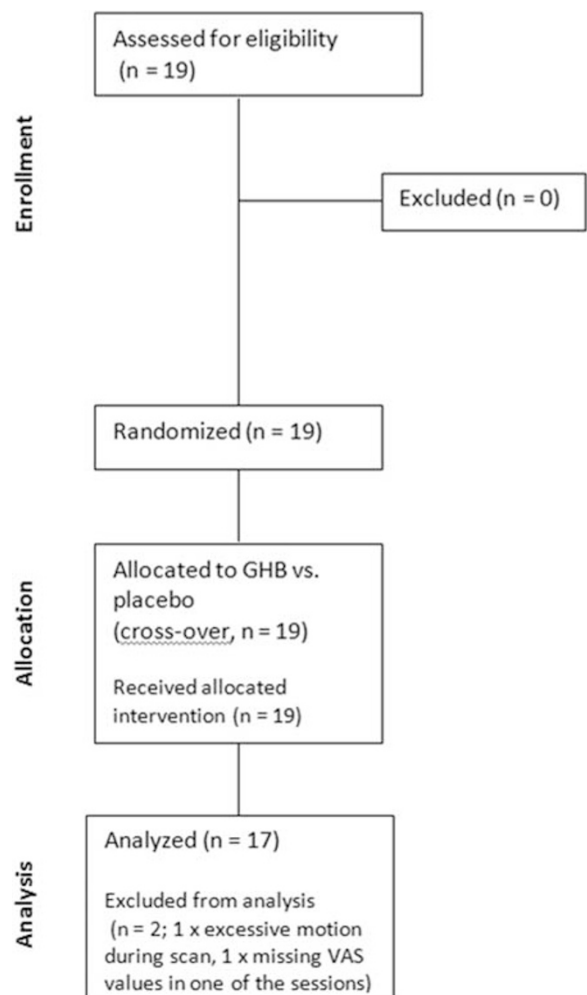 Assessed for eligibility
(n = 19)
Enrollment
Excluded (n = 0)
Randomized (n = 19)
Allocation
Allocated to GHB vs.
placebo
(cross-over, n = 19)
Received allocated
intervention (n = 19)
Analysis
Analyzed (n = 17)
Excluded from analysis
(n = 2; 1 x excessive motion
during scan, 1 x missing VAS
values in one of the sessions)